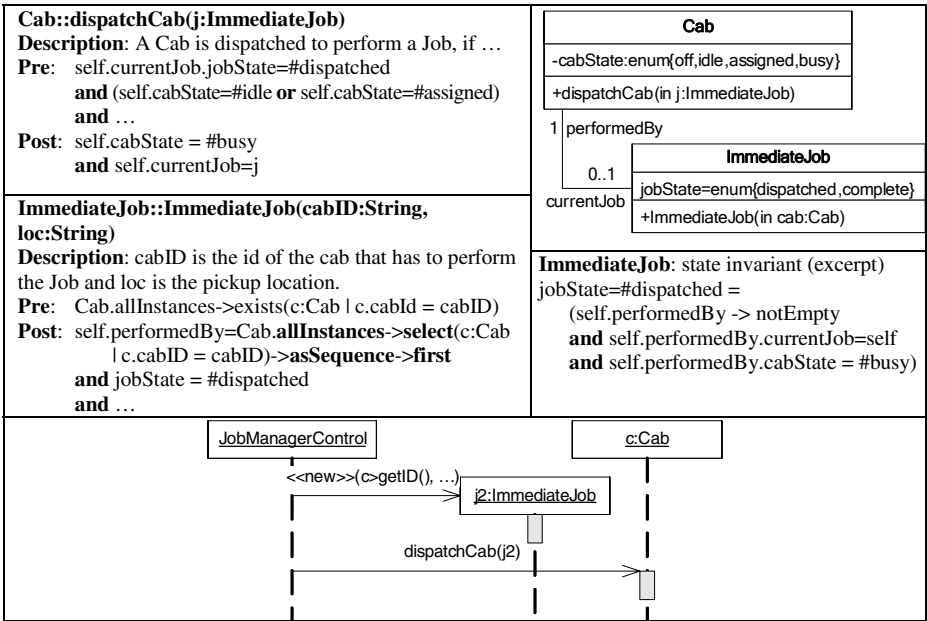 Cab::dispatchCab(j:ImmediateJob)
Description: A Cab is dispatched to perform a Job, if …
Pre: self.currentJob.jobState=#dispatched
and (self.cabState=#idle or self.cabState=#assigned)
and …
Post: self.cabState = #busy
and self.currentJob=j
ImmediateJob::ImmediateJob(cabID:String,
loc:String)
Description: cabID is the id of the cab that has to perform
the Job and loc is the pickup location.
Pre: Cab.allInstances->exists(c:Cab | c.cabId = cabID)
Post: self.performedBy=Cab.allInstances->select(c:Cab
| c.cabID = cabID)->asSequence->first
and jobState = #dispatched
and …
Cab
-cabState:enum{off,idle,assigned,busy}
+dispatchCab(in j:ImmediateJob)
1 performedBy
0..1
currentJob
ImmediateJob
jobState=enum{dispatched,complete}
+ImmediateJob(in cab:Cab)
ImmediateJob: state invariant (excerpt)
jobState=#dispatched =
(self.performedBy -> notEmpty
and self.performedBy.currentJob=self
and self.performedBy.cabState = #busy)
JobManagerControl
c:Cab
<<new>>(c>getID(), …)
j2:ImmediateJob
dispatchCab(j2)